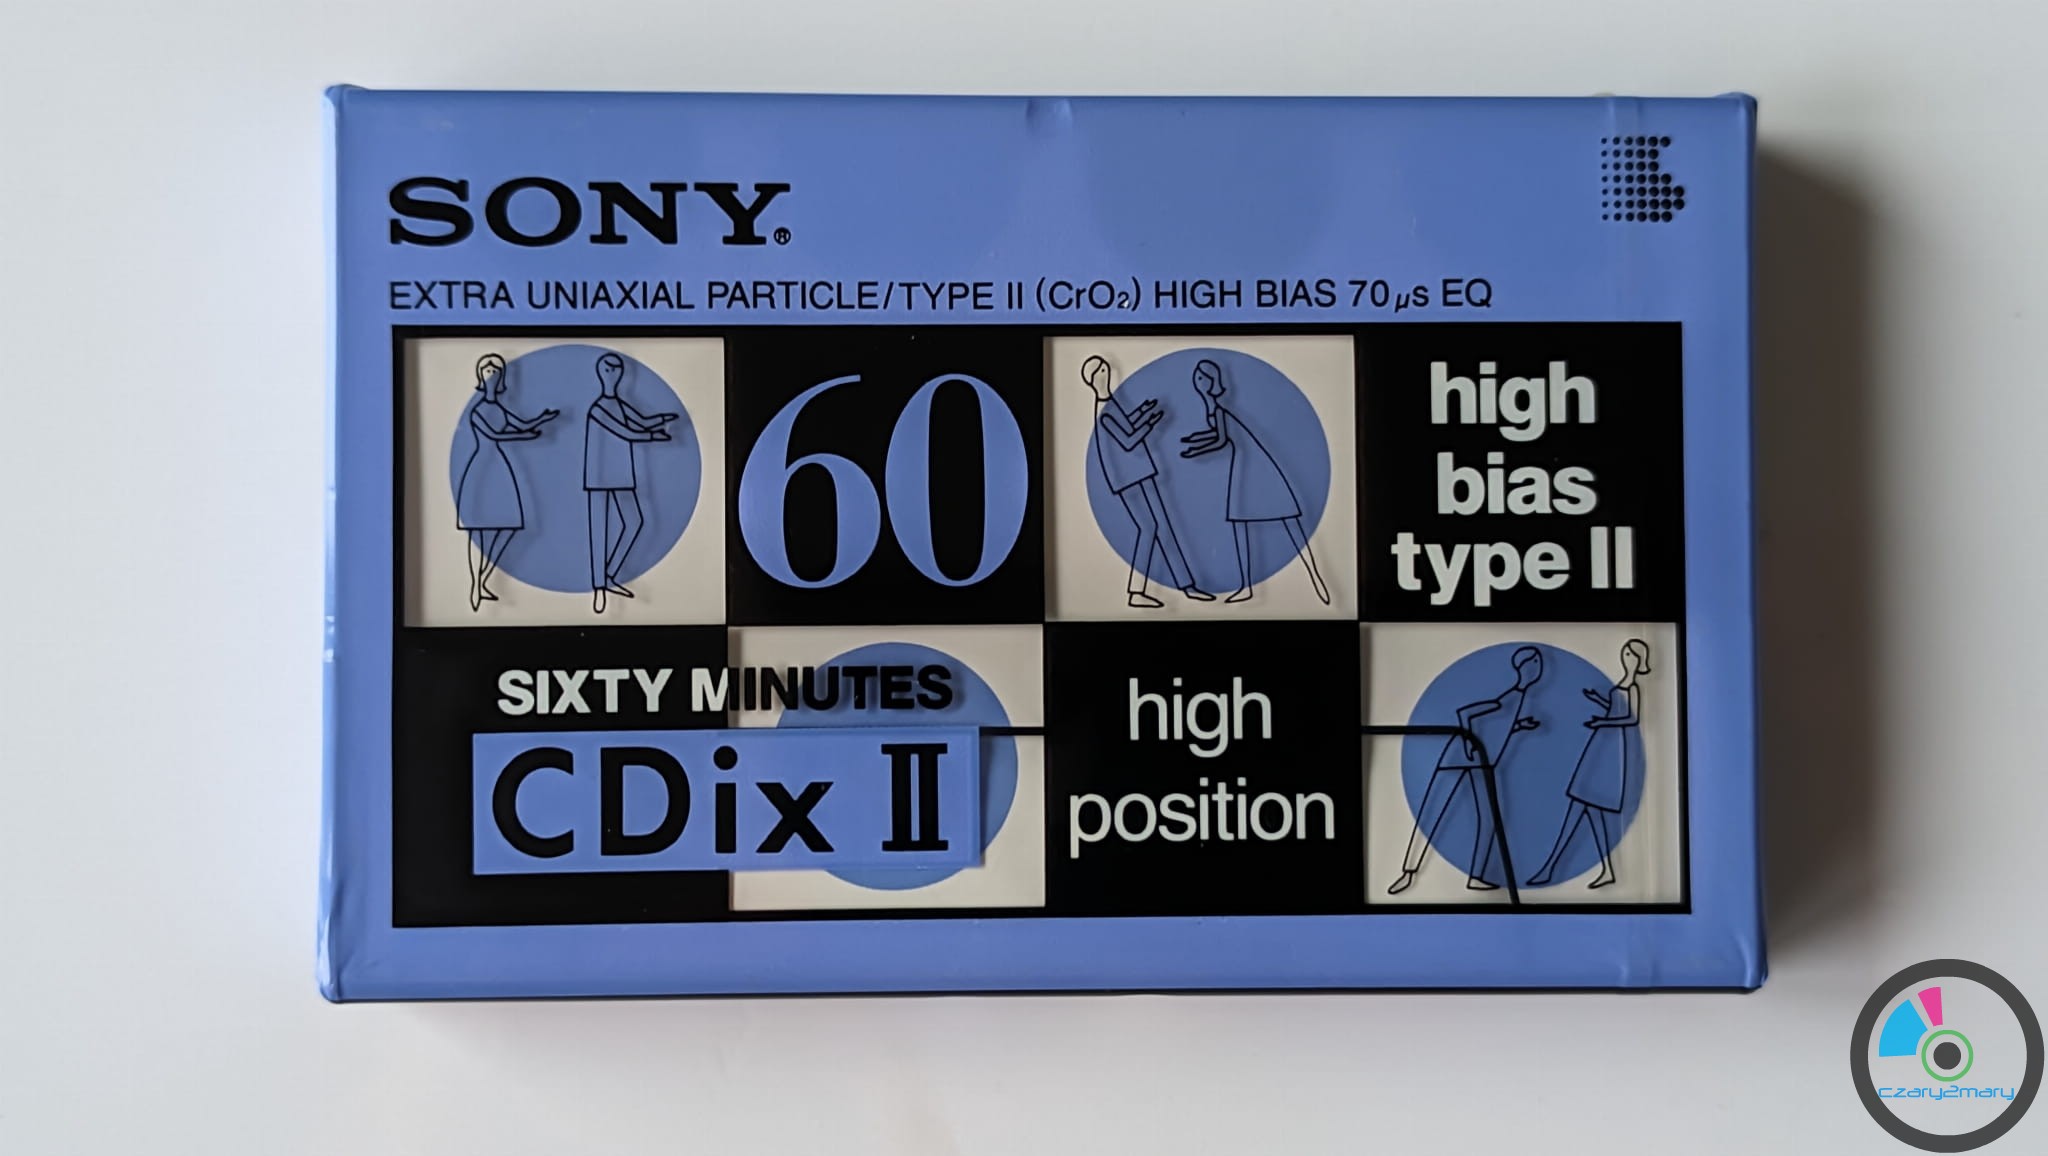 SONY®
EXTRA UNIAXIAL PARTICLE/TYPE II (CrO₂) HIGH BIAS 70µs EQ
60
high
bias
type II
SIXTY MINUTES
CDix II
high
position
czary2mary